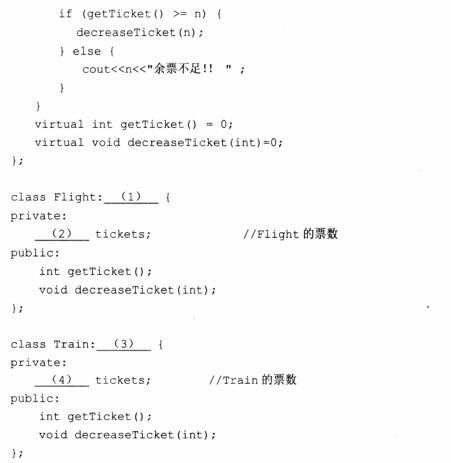 if (getTicket() >= n) {
decreaseTicket(n);
} else {
cout<<n<<"余票不足!! " ;
}
}
virtual int getTicket() = 0;
virtual void decreaseTicket(int)=0;
};
class Flight: (1) {
private:
(2) tickets; //Flight 的票数
public:
int getTicket();
void decreaseTicket(int);
};
class Train: (3) {
private:
(4) tickets; //Train 的票数
public:
int getTicket();
void decreaseTicket(int);
};